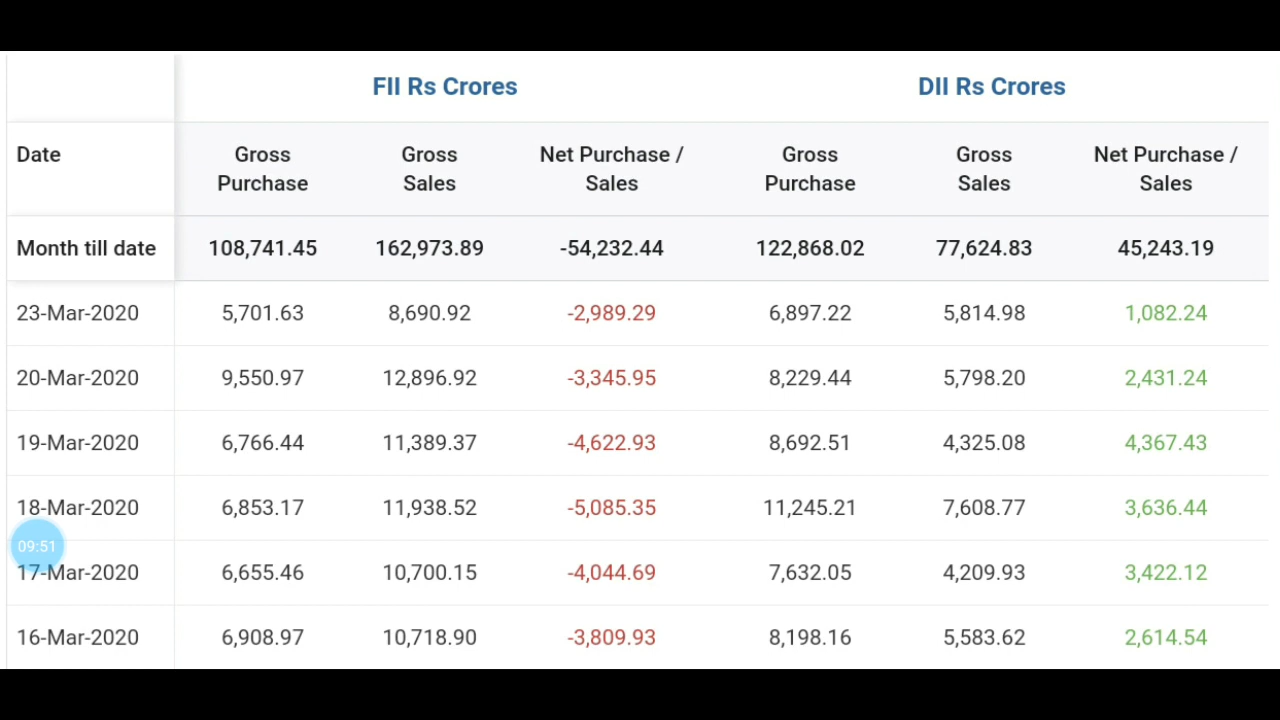 FII Rs Crores DII Rs Crores
Date Gross Purchase Gross Sales Net Purchase / Sales Gross Purchase Gross Sales Net Purchase / Sales
Month till date 108,741.45 162,973.89 -54,232.44 122,868.02 77,624.83 45,243.19
23-Mar-2020 5,701.63 8,690.92 -2,989.29 6,897.22 5,814.98 1,082.24
20-Mar-2020 9,550.97 12,896.92 -3,345.95 8,229.44 5,798.20 2,431.24
19-Mar-2020 6,766.44 11,389.37 -4,622.93 8,692.51 4,325.08 4,367.43
18-Mar-2020 6,853.17 11,938.52 -5,085.35 11,245.21 7,608.77 3,636.44
09:51
17-Mar-2020 6,655.46 10,700.15 -4,044.69 7,632.05 4,209.93 3,422.12
16-Mar-2020 6,908.97 10,718.90 -3,809.93 8,198.16 5,583.62 2,614.54